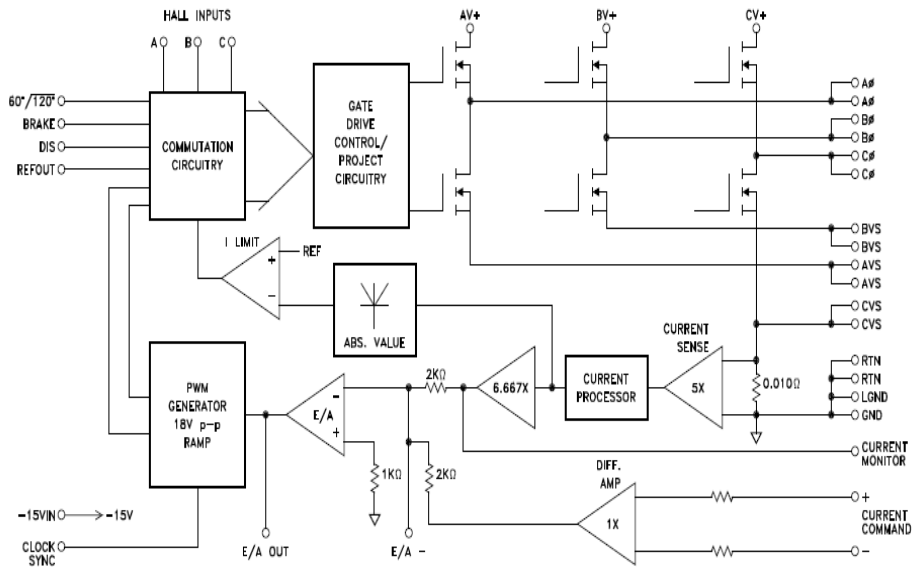 HALL INPUTS
A B C
AV+ BV+ CV+
60°/120°
BRAKE
DIS
REFOUT
COMMUTATION
CIRCUITRY
GATE
DRIVE
CONTROL/
PROJECT
CIRCUITRY
AØ
AØ
BØ
BØ
CØ
CØ
BVS
BVS
AVS
AVS
CVS
CVS
I LIMIT
+
-
REF
ABS. VALUE
CURRENT
SENSE
5X
0.010Ω
RTN
RTN
LGND
GND
CURRENT
MONITOR
PWM
GENERATOR
18V p-p
RAMP
E/A
-
+
2KΩ
6.667X
CURRENT
PROCESSOR
1KΩ
2KΩ
DIFF.
AMP
1X
+
CURRENT
COMMAND
-
-15VIN
-15V
CLOCK
SYNC
E/A OUT
E/A -